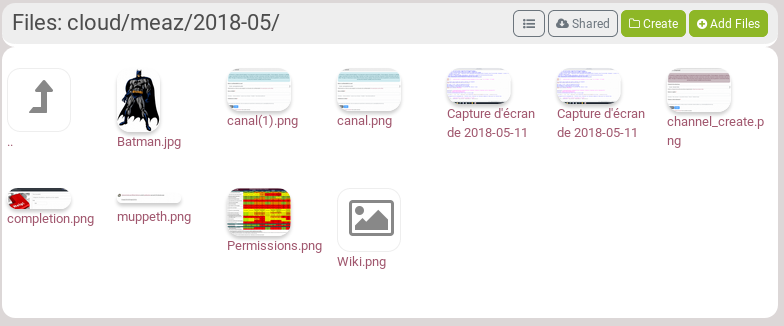 Files: cloud/meaz/2018-05/
Shared
Create
Add Files
..
Batman.jpg
canal(1).png
canal.png
Capture d'écran
de 2018-05-11
Capture d'écran
de 2018-05-11
channel_create.p
ng
completion.png
muppeth.png
Permissions.png
Wiki.png